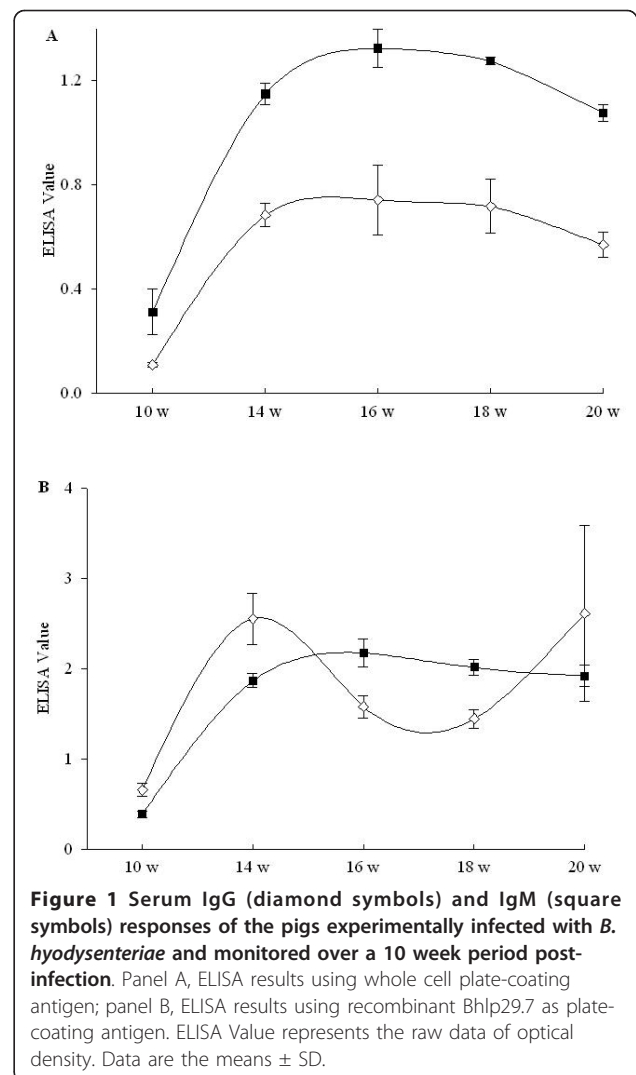 A
ELISA Value
1.2
0.8
0.4
0.0
10 w 14 w 16 w 18 w 20 w
B
ELISA Value
4
3
2
1
0
10 w 14 w 16 w 18 w 20 w
Figure 1 Serum IgG (diamond symbols) and IgM (square
symbols) responses of the pigs experimentally infected with B.
hyodysenteriae and monitored over a 10 week period post-
infection. Panel A, ELISA results using whole cell plate-coating
antigen; panel B, ELISA results using recombinant Bhlp29.7 as plate-
coating antigen. ELISA Value represents the raw data of optical
density. Data are the means ± SD.